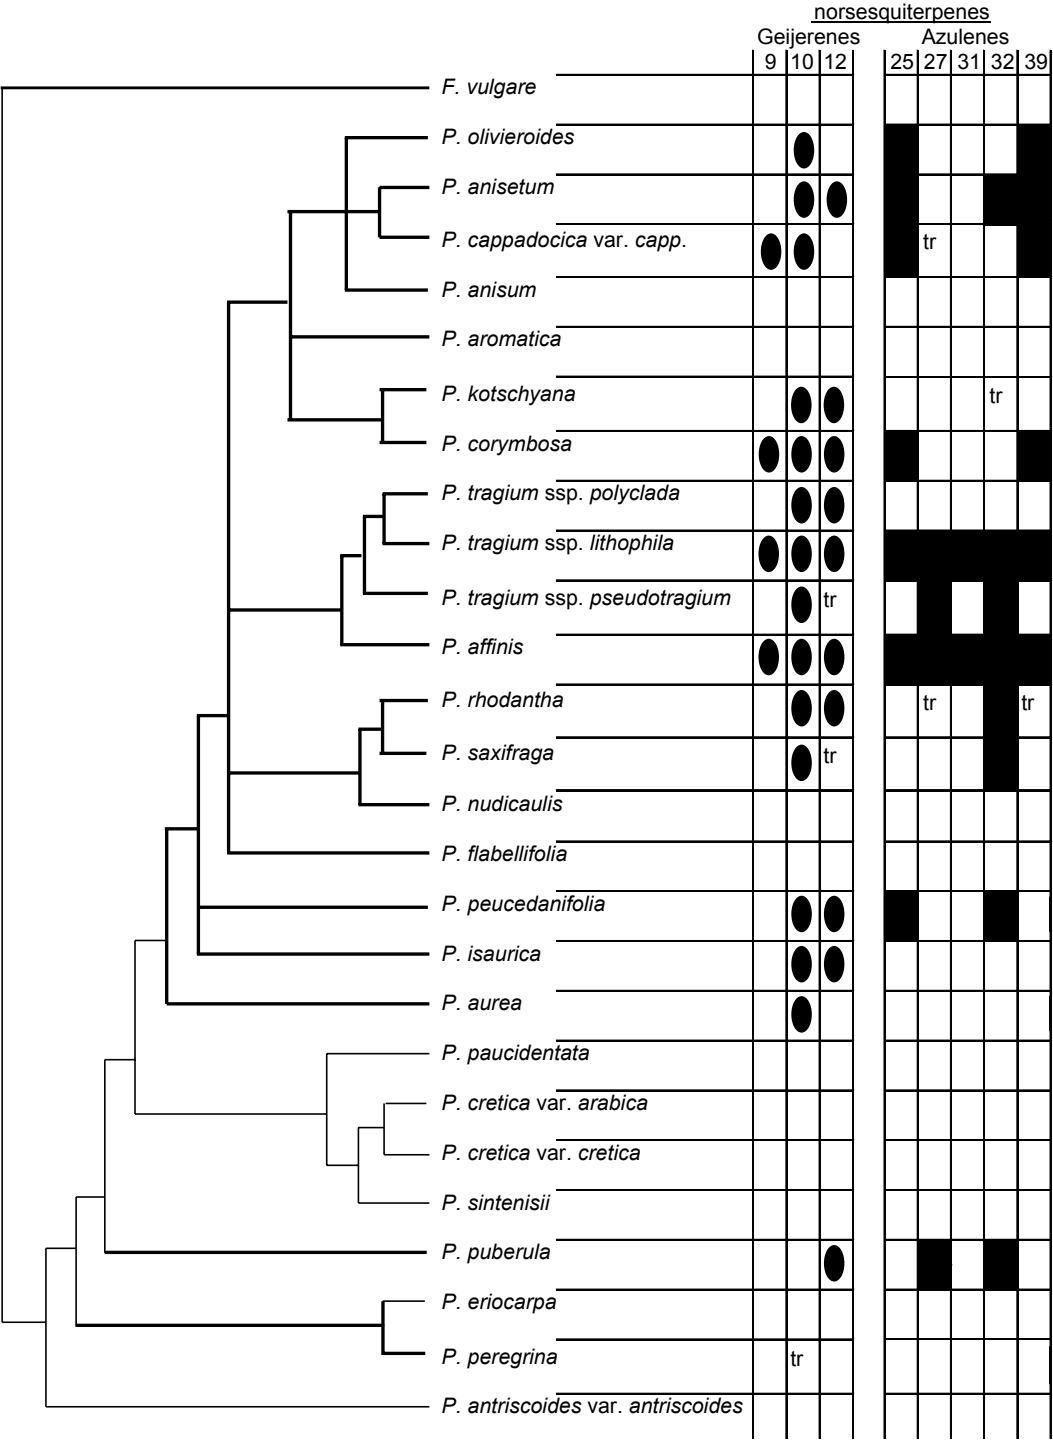 norsesquiterpenes
Geijerenes Azulenes
9 10 12 25 27 31 32 39
F. vulgare
P. olivieroides
P. anisetum
P. cappadocica var. capp. tr
P. anisum
P. aromatica
P. kotschyana tr
P. corymbosa
P. tragium ssp. polyclada
P. tragium ssp. lithophila
P. tragium ssp. pseudotragium tr
P. affinis
P. rhodantha tr tr
P. saxifraga tr
P. nudicaulis
P. flabellifolia
P. peucedanifolia
P. isaurica
P. aurea
P. paucidentata
P. cretica var. arabica
P. cretica var. cretica
P. sintenisii
P. puberula
P. eriocarpa
P. peregrina tr
P. antriscoides var. antriscoides